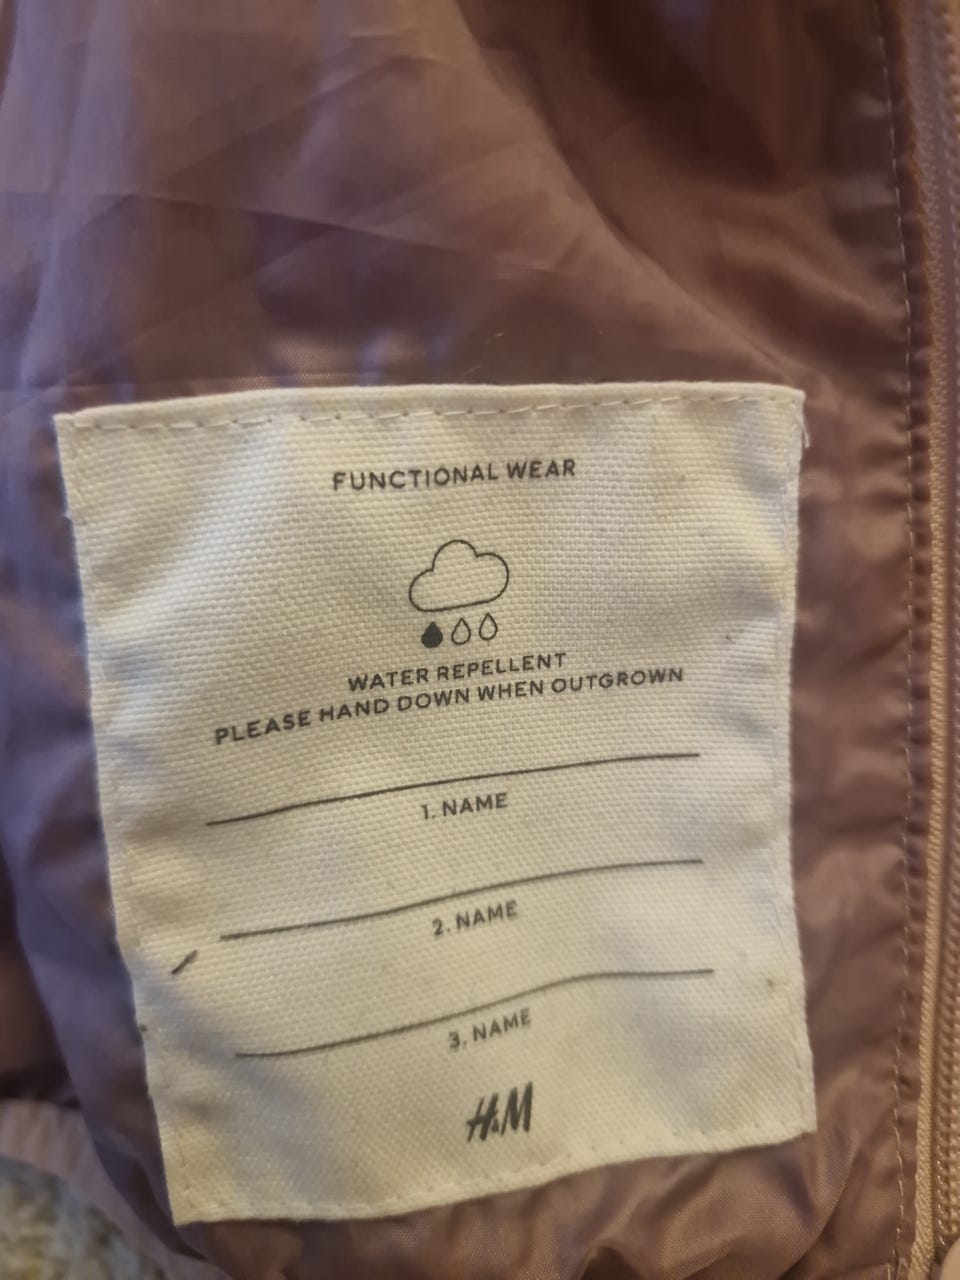 FUNCTIONAL WEAR
WATER REPELLENT
PLEASE HAND DOWN WHEN OUTGROWN
1. NAME
2. NAME
3. NAME
H&M